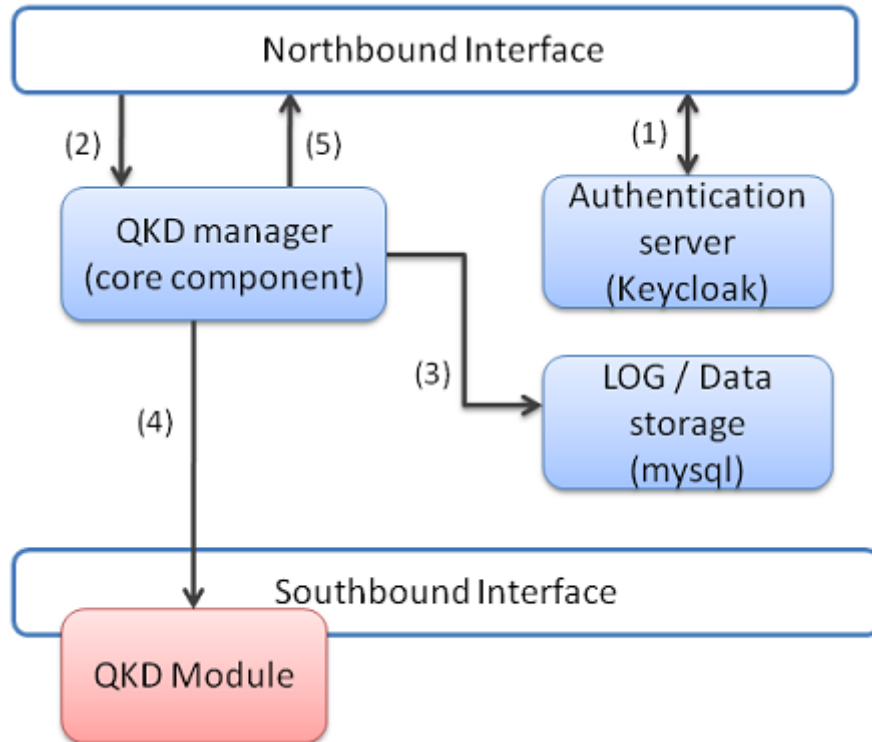 Northbound Interface
(2)
(5)
(1)
QKD manager
(core component)
Authentication
server
(Keycloak)
(3)
LOG / Data
storage
(mysql)
(4)
Southbound Interface
QKD Module